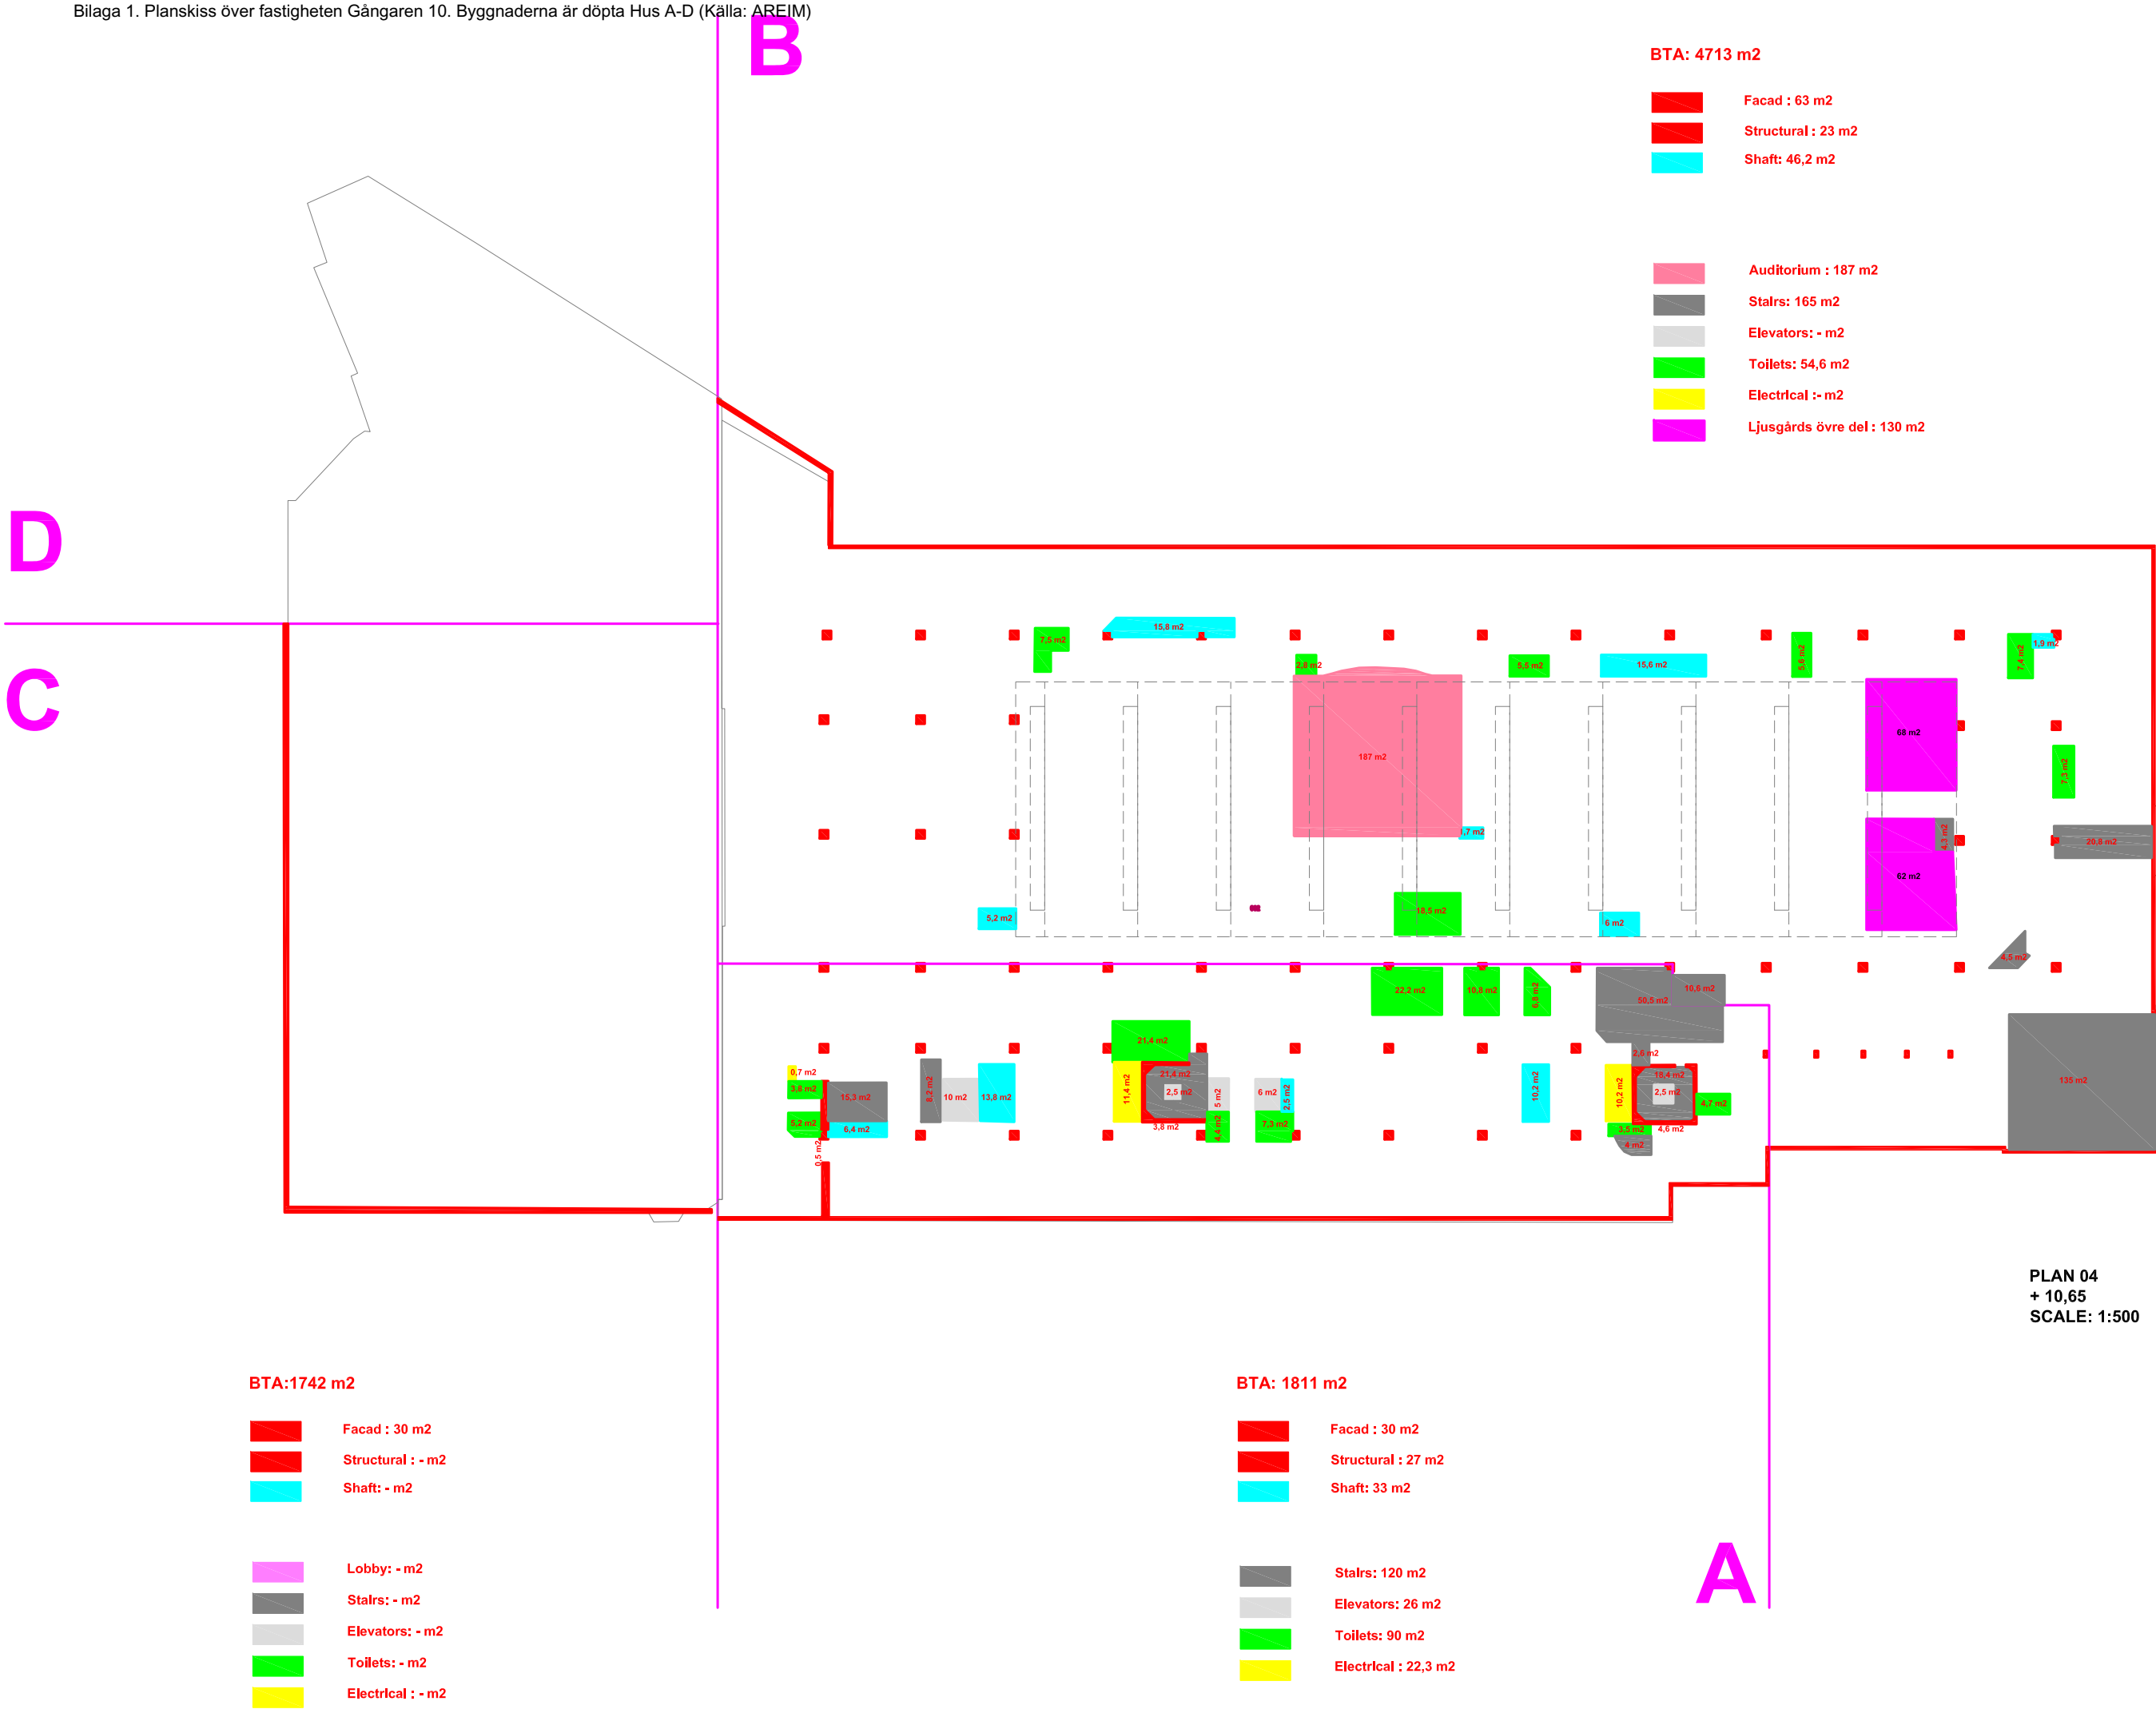 Bilaga 1. Planskiss över fastigheten Gångaren 10. Byggnaderna är döpta Hus A-D (Källa: AREIM)
B
BTA: 4713 m2
Facad : 63 m2
Structural : 23 m2
Shaft: 46,2 m2
Auditorium : 187 m2
Stairs: 165 m2
Elevators: - m2
Toilets: 54,6 m2
Electrical :- m2
Ljusgårds övre del : 130 m2
D
C
7,5 m2
15,8 m2
2,8 m2
5,5 m2
15,6 m2
5,6 m2
7,4 m2
1,9 m2
68 m2
187 m2
7,3 m2
1,7 m2
4,3 m2
20,8 m2
62 m2
5,2 m2
18,5 m2
6 m2
4,5 m2
22,2 m2
10,8 m2
6,8 m2
50,5 m2
10,6 m2
21,4 m2
2,6 m2
0,7 m2
3,8 m2
15,3 m2
8,2 m2
10 m2
13,8 m2
11,4 m2
21,4 m2
2,5 m2
5 m2
6 m2
2,5 m2
10,2 m2
10,2 m2
18,4 m2
2,5 m2
4,7 m2
135 m2
5,2 m2
6,4 m2
3,8 m2
4,4 m2
7,3 m2
3,5 m2
4,6 m2
4 m2
0,5 m2
PLAN 04
+ 10,65
SCALE: 1:500
BTA:1742 m2
Facad : 30 m2
Structural : - m2
Shaft: - m2
Lobby: - m2
Stairs: - m2
Elevators: - m2
Toilets: - m2
Electrical : - m2
BTA: 1811 m2
Facad : 30 m2
Structural : 27 m2
Shaft: 33 m2
Stairs: 120 m2
Elevators: 26 m2
Toilets: 90 m2
Electrical : 22,3 m2
A